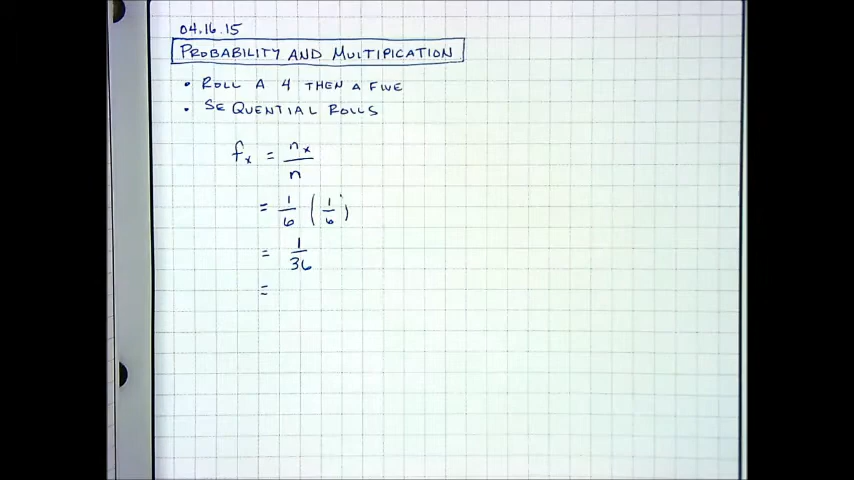 04.16.15
PROBABILITY AND MULTIPICATION
• ROLL A 4 THEN A FIVE
• SEQUENTIAL ROLLS
fx = nx/n
= 1/6 (1/6)
= 1/36
=